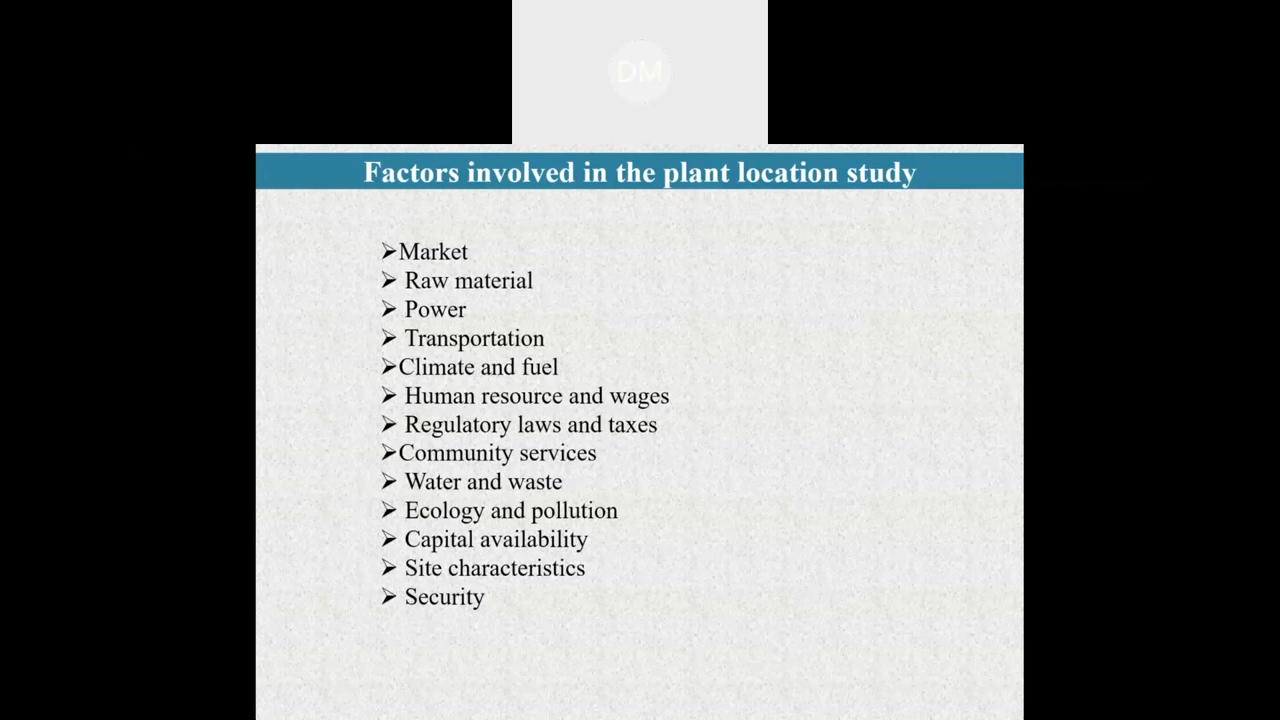 DM
Factors involved in the plant location study
➢Market
➢ Raw material
➢ Power
➢ Transportation
➢Climate and fuel
➢ Human resource and wages
➢ Regulatory laws and taxes
➢Community services
➢ Water and waste
➢ Ecology and pollution
➢ Capital availability
➢ Site characteristics
➢ Security